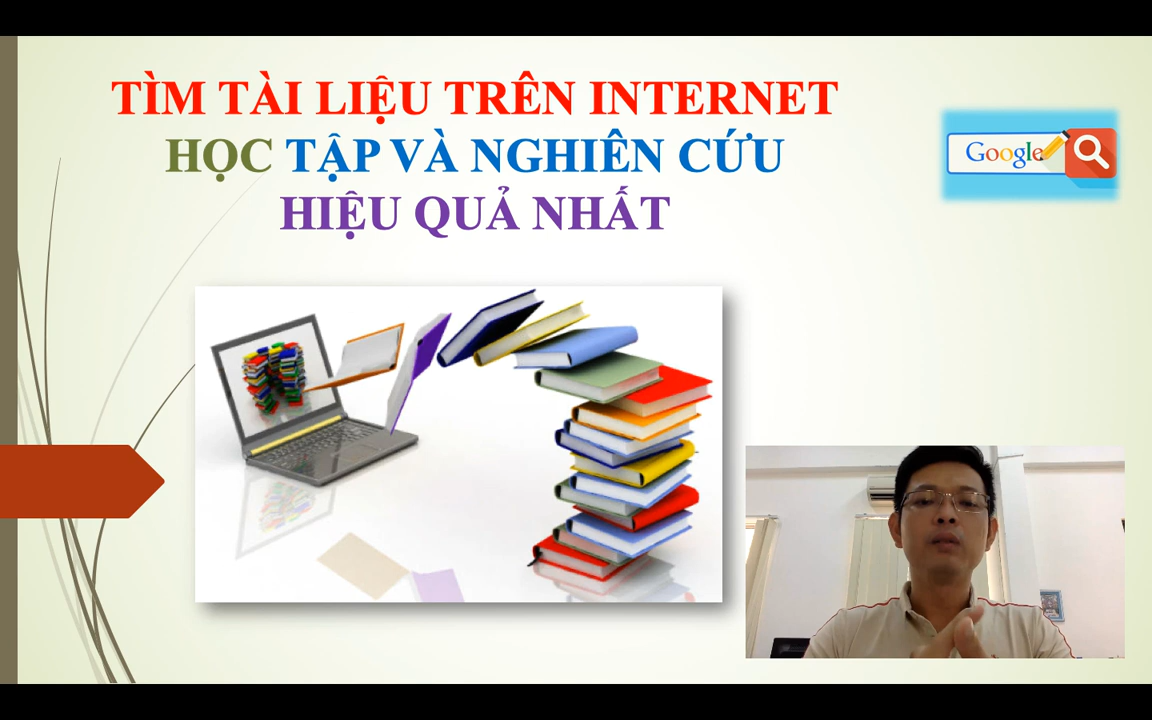 TÌM TÀI LIỆU TRÊN INTERNET
HỌC TẬP VÀ NGHIÊN CỨU
HIỆU QUẢ NHẤT
Google